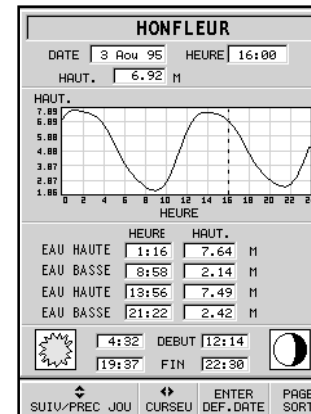 HONFLEUR
DATE 3 Aou 95 HEURE 16:00
HAUT. 6.92 M
HAUT.
7.89
6.89
5.88
4.88
3.87
2.87
1.86
0 2 4 6 8 10 12 14 16 18 20 22 2
HEURE
HEURE HAUT.
EAU HAUTE 1:16 7.64 M
EAU BASSE 8:58 2.14 M
EAU HAUTE 13:56 7.49 M
EAU BASSE 21:22 2.42 M
4:32 DEBUT 12:14
19:37 FIN 22:30
SUIV/PREC JOU CURSEU ENTER DEF.DATE PAGE SORT